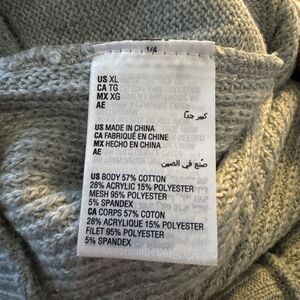 1/4
US XL
CA TG
MX XG
AE
كبير جدًا
US MADE IN CHINA
CA FABRIQUÉ EN CHINE
MX HECHO EN CHINA
AE
صُنع في الصين
US BODY 57% COTTON
28% ACRYLIC 15% POLYESTER
MESH 95% POLYESTER
5% SPANDEX
CA CORPS 57% COTON
28% ACRYLIQUE 15% POLYESTER
FILET 95% POLYESTER
5% SPANDEX